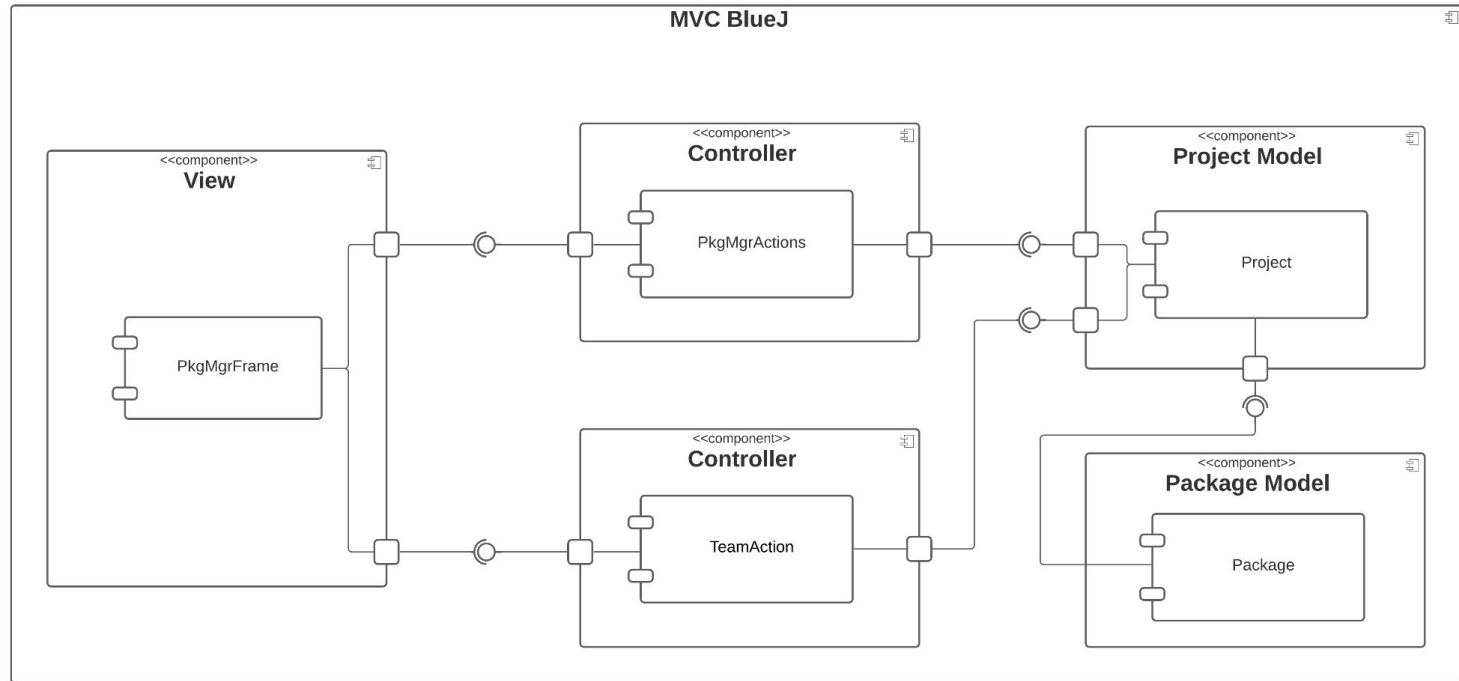 MVC BlueJ
<<component>>
View
PkgMgrFrame
<<component>>
Controller
PkgMgrActions
<<component>>
Controller
TeamAction
<<component>>
Project Model
Project
<<component>>
Package Model
Package